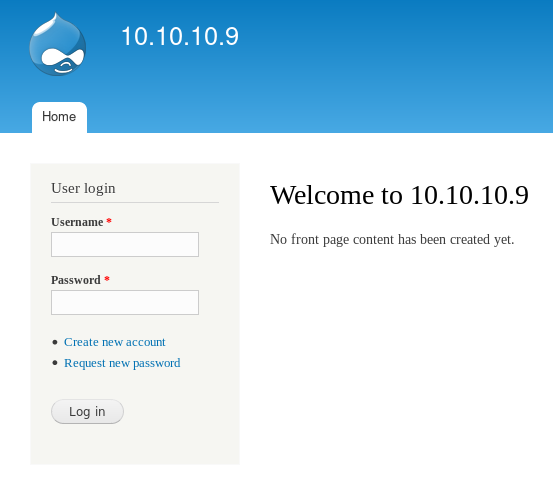 10.10.10.9
Home
User login
Username *
Password *
Create new account
Request new password
Log in
Welcome to 10.10.10.9
No front page content has been created yet.